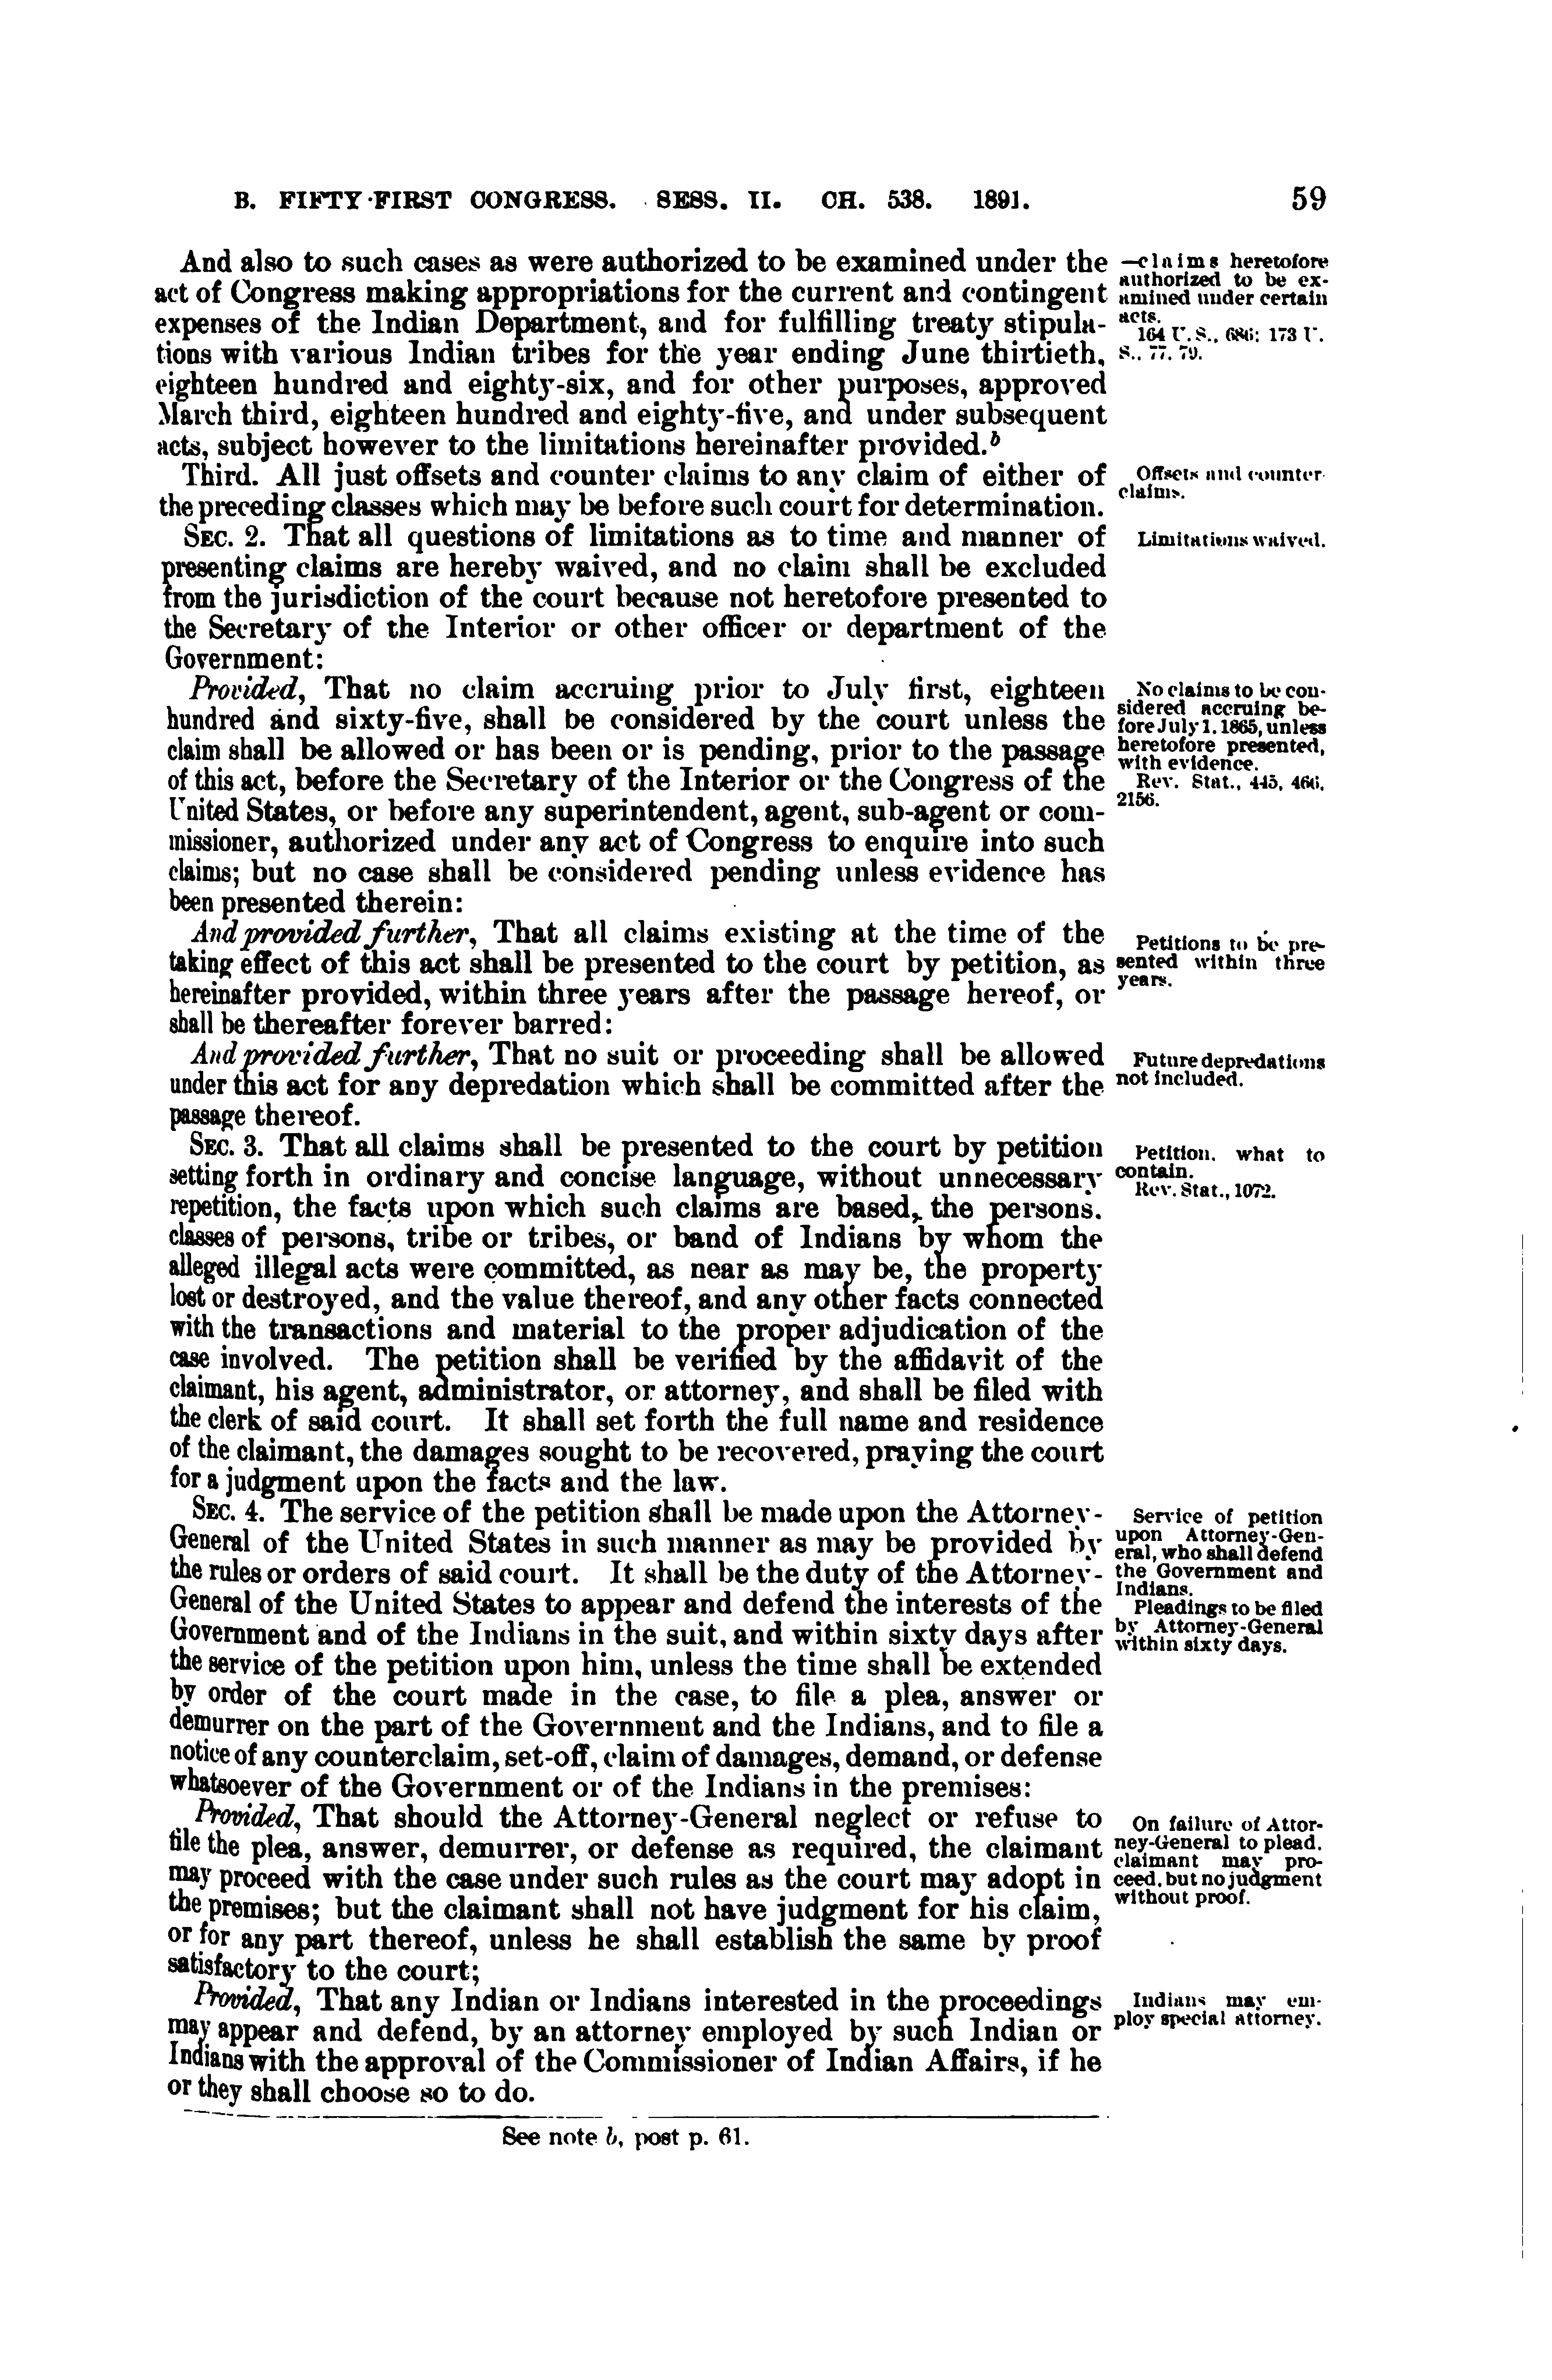 B. FIFTY-FIRST CONGRESS. SESS. II. CH. 538. 1891. 59
And also to such cases as were authorized to be examined under the
act of Congress making appropriations for the current and contingent
expenses of the Indian Department, and for fulfilling treaty stipula-
tions with various Indian tribes for the year ending June thirtieth,
eighteen hundred and eighty-six, and for other purposes, approved
March third, eighteen hundred and eighty-five, and under subsequent
acts, subject however to the limitations hereinafter provided.b
Third. All just offsets and counter claims to any claim of either of
the preceding classes which may be before such court for determination.
SEC. 2. That all questions of limitations as to time and manner of
presenting claims are hereby waived, and no claim shall be excluded
from the jurisdiction of the court because not heretofore presented to
the Secretary of the Interior or other officer or department of the
Government:
Provided, That no claim accruing prior to July first, eighteen
hundred and sixty-five, shall be considered by the court unless the
claim shall be allowed or has been or is pending, prior to the passage
of this act, before the Secretary of the Interior or the Congress of the
United States, or before any superintendent, agent, sub-agent or com-
missioner, authorized under any act of Congress to enquire into such
claims; but no case shall be considered pending unless evidence has
been presented therein:
And provided further, That all claims existing at the time of the
taking effect of this act shall be presented to the court by petition, as
hereinafter provided, within three years after the passage hereof, or
shall be thereafter forever barred:
And provided further, That no suit or proceeding shall be allowed
under this act for any depredation which shall be committed after the
passage thereof.
SEC. 3. That all claims shall be presented to the court by petition
setting forth in ordinary and concise language, without unnecessary
repetition, the facts upon which such claims are based, the persons,
classes of persons, tribe or tribes, or band of Indians by whom the
alleged illegal acts were committed, as near as may be, the property
lost or destroyed, and the value thereof, and any other facts connected
with the transactions and material to the proper adjudication of the
case involved. The petition shall be verified by the affidavit of the
claimant, his agent, administrator, or attorney, and shall be filed with
the clerk of said court. It shall set forth the full name and residence
of the claimant, the damages sought to be recovered, praying the court
for a judgment upon the facts and the law.
SEC. 4. The service of the petition shall be made upon the Attorney-
General of the United States in such manner as may be provided by
the rules or orders of said court. It shall be the duty of the Attorney-
General of the United States to appear and defend the interests of the
Government and of the Indians in the suit, and within sixty days after
the service of the petition upon him, unless the time shall be extended
by order of the court made in the case, to file a plea, answer or
demurrer on the part of the Government and the Indians, and to file a
notice of any counterclaim, set-off, claim of damages, demand, or defense
whatsoever of the Government or of the Indians in the premises:
Provided, That should the Attorney-General neglect or refuse to
file the plea, answer, demurrer, or defense as required, the claimant
may proceed with the case under such rules as the court may adopt in
the premises; but the claimant shall not have judgment for his claim,
or for any part thereof, unless he shall establish the same by proof
satisfactory to the court;
Provided, That any Indian or Indians interested in the proceedings
may appear and defend, by an attorney employed by such Indian or
Indians with the approval of the Commissioner of Indian Affairs, if he
or they shall choose so to do.
See note b, post p. 61.
—claims heretofore
authorized to be ex-
amined under certain
acts.
164 U. S., 686; 173 U.
S., 77, 79.
Offsets and counter
claims.
Limitations waived.
No claims to be con-
sidered accruing be-
fore July 1, 1865, unless
heretofore presented,
with evidence.
Rev. Stat., 445, 466,
2156.
Petitions to be pre-
sented within three
years.
Future depredations
not included.
Petition, what to
contain.
Rev. Stat., 1072.
Service of petition
upon Attorney-Gen-
eral, who shall defend
the Government and
Indians.
Pleadings to be filed
by Attorney-General
within sixty days.
On failure of Attor-
ney-General to plead,
claimant may pro-
ceed, but no judgment
without proof.
Indians may em-
ploy special attorney.